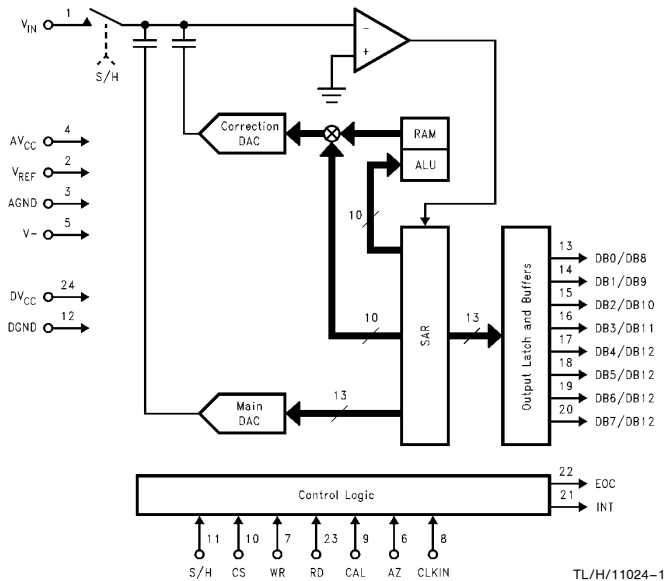 V_IN 1
S/H
AV_CC 4
V_REF 2
AGND 3
V- 5
DV_CC 24
DGND 12
- 
+
Correction DAC
RAM
ALU
10
10
13
SAR
13
Main DAC
Output Latch and Buffers
13 DB0/DB8
14 DB1/DB9
15 DB2/DB10
16 DB3/DB11
17 DB4/DB12
18 DB5/DB12
19 DB6/DB12
20 DB7/DB12
Control Logic
22 EOC
21 INT
11 10 7 23 9 6 8
S/H CS WR RD CAL AZ CLKIN
TL/H/11024-1